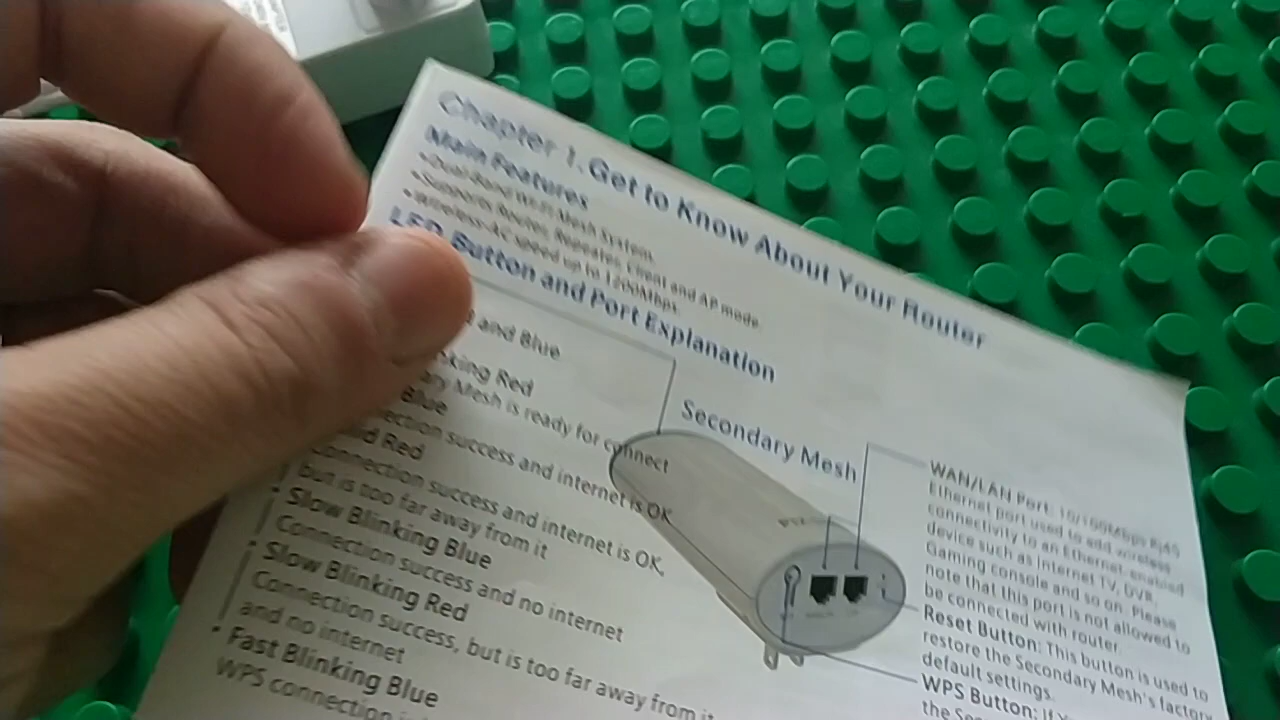 Chapter 1. Get to Know About Your Router
Main Features
•Dual Band Wi-Fi Mesh System.
•Supports Router, Repeater, Client and AP mode.
•Wireless-AC speed up to 1200Mbps.
LED Button and Port Explanation
and Blue
king Red
Mesh is ready for connect
Blue
ection success and internet is OK
Red
Connection success and internet is OK,
but is too far away from it
• Slow Blinking Blue
Connection success and no internet
• Slow Blinking Red
Connection success, but is too far away from it
and no internet
• Fast Blinking Blue
WPS connection
Secondary Mesh
WAN/LAN Port: 10/100Mbps RJ45
Ethernet port used to add wireless
connectivity to an Ethernet-enabled
device such as Internet TV, DVR,
Gaming console and so on. Please
note that this port is not allowed to
be connected with router.
Reset Button: This button is used to
restore the Secondary Mesh's factory
default settings.
WPS Button: If
the